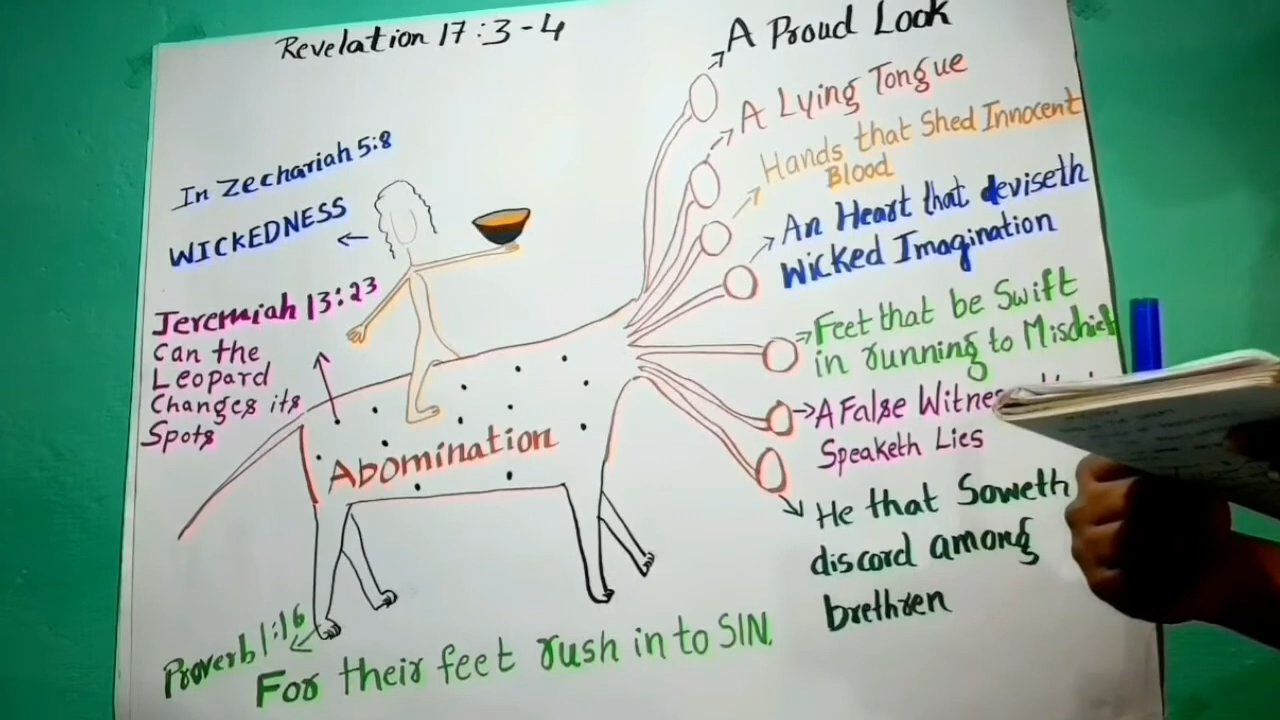 Revelation 17:3-4
In Zechariah 5:8
WICKEDNESS
Jeremiah 13:23
Can the
Leopard
Changes its
Spots
Abomination
Proverb 1:16
For their feet rush in to SIN.
A Proud Look
A Lying Tongue
Hands that Shed Innocent
Blood
An Heart that deviseth
Wicked Imagination
Feet that be Swift
in running to Mischief
A False
Speaketh Lies
He that Soweth
discord among
brethren